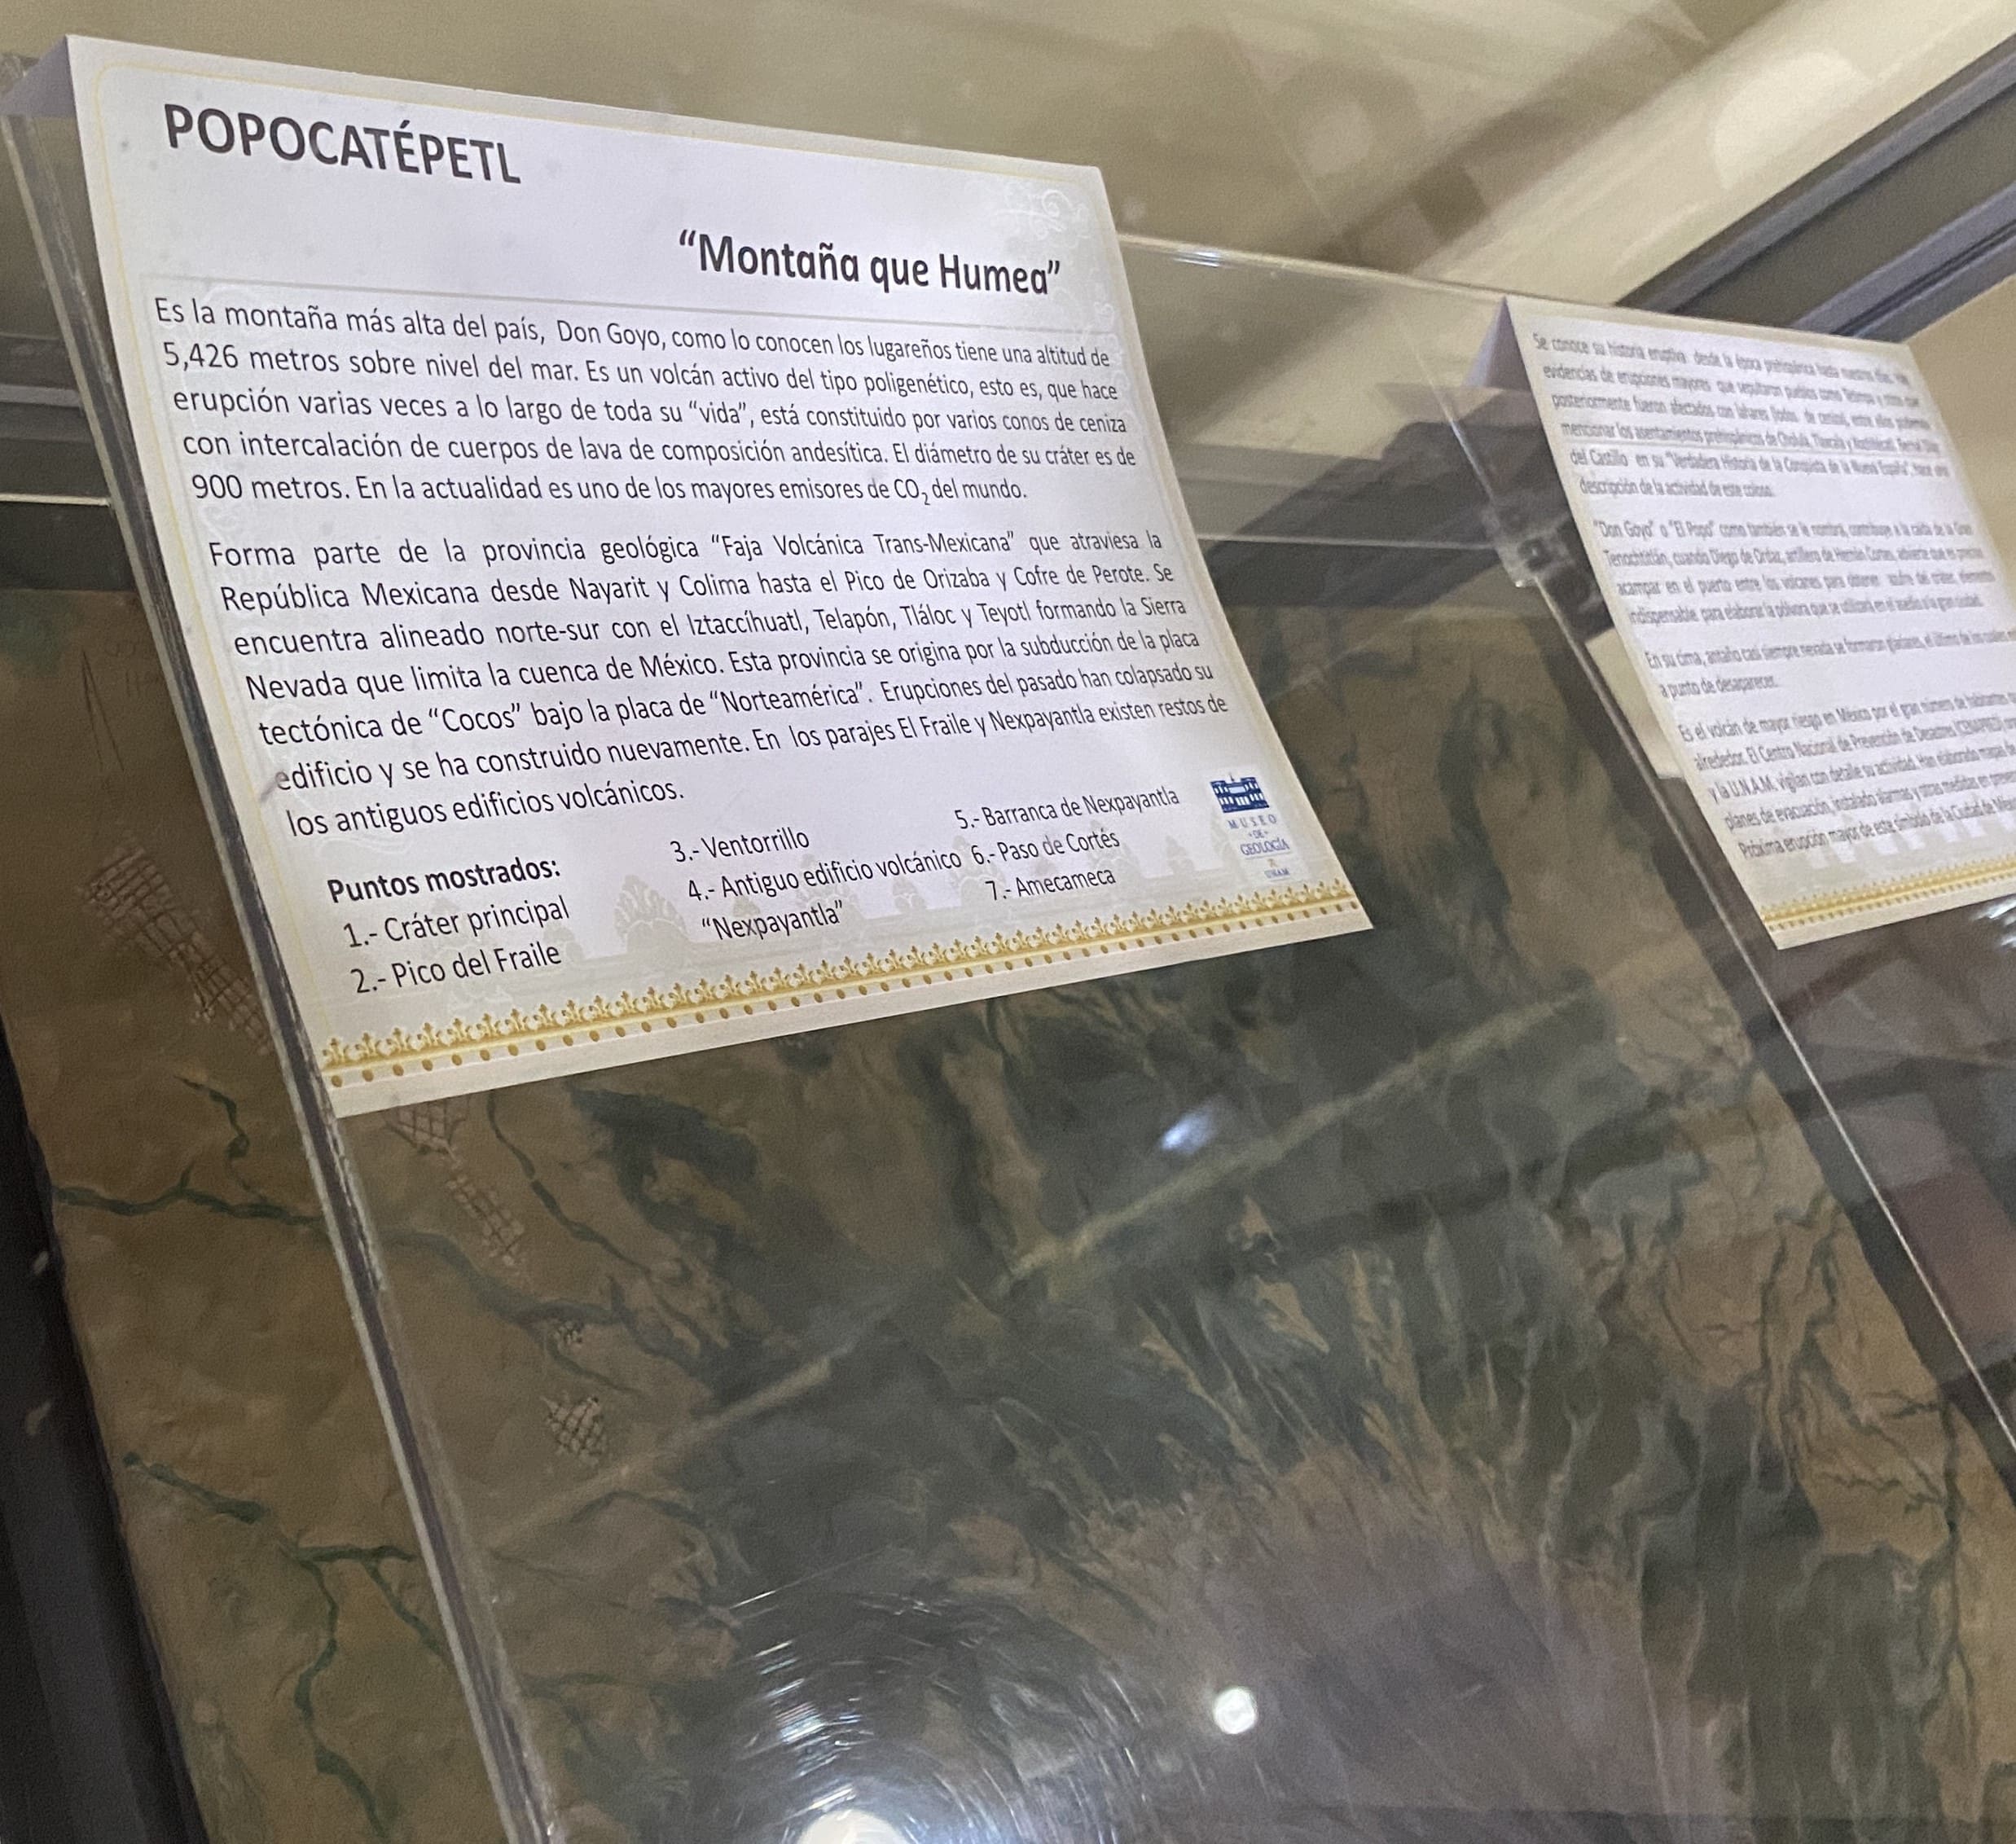 POPOCATÉPETL
“Montaña que Humea”
Es la montaña más alta del país, Don Goyo, como lo conocen los lugareños tiene una altitud de
5,426 metros sobre nivel del mar. Es un volcán activo del tipo poligenético, esto es, que hace
erupción varias veces a lo largo de toda su “vida”, está constituido por varios conos de ceniza
con intercalación de cuerpos de lava de composición andesítica. El diámetro de su cráter es de
900 metros. En la actualidad es uno de los mayores emisores de CO₂ del mundo.
Forma parte de la provincia geológica “Faja Volcánica Trans-Mexicana” que atraviesa la
República Mexicana desde Nayarit y Colima hasta el Pico de Orizaba y Cofre de Perote. Se
encuentra alineado norte-sur con el Iztaccíhuatl, Telapón, Tláloc y Teyotl formando la Sierra
Nevada que limita la cuenca de México. Esta provincia se origina por la subducción de la placa
tectónica de “Cocos” bajo la placa de “Norteamérica”. Erupciones del pasado han colapsado su
edificio y se ha construido nuevamente. En los parajes El Fraile y Nexpayantla existen restos de
los antiguos edificios volcánicos.
Puntos mostrados:
1.- Cráter principal
2.- Pico del Fraile
3.- Ventorrillo
4.- Antiguo edificio volcánico
“Nexpayantla”
5.- Barranca de Nexpayantla
6.- Paso de Cortés
7.- Amecameca
MUSEO
DE
GEOLOGÍA
UNAM
Se conoce su historia eruptiva desde la época prehispánica hasta nuestros días
evidencias de erupciones mayores que sepultaron pueblos como
posteriormente fueron afectados con lahares (lodos de ceniza), entre ellos podemos
mencionar los asentamientos prehispánicos de Cholula, Tlaxcala y Bernal Díaz
del Castillo en su “Verdadera Historia de la Conquista de la Nueva España”, hace una
descripción de la actividad de este coloso.
“Don Goyo” o “El Popo” como también se le nombra, contribuye a la caída de la Gran
Tenochtitlán, cuando Diego de Ordaz, artillero de Hernán Cortes, advierte que es preciso
acampar en el puerto entre los volcanes para obtener azufre del cráter, elemento
indispensable para elaborar la pólvora que se utilizará en el asedio a la gran ciudad.
En su cima, antaño casi siempre nevada se formaron glaciares, el último de los cuales
a punto de desaparecer.
Es el volcán de mayor riesgo en México por el gran número de habitantes
alrededor. El Centro Nacional de Prevención de Desastres (CENAPRED)
y la U.N.A.M. vigilan con detalle su actividad. Han elaborado mapas
planes de evacuación, instalado alarmas y otras medidas en
Próxima erupción mayor de este símbolo de la Ciudad de